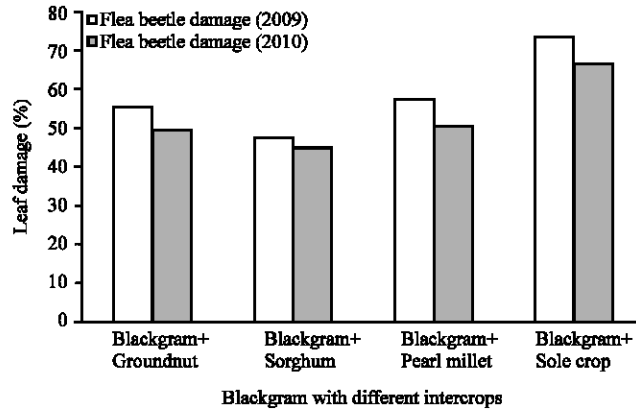 80
70
60
50
40
30
20
10
0
Leaf damage (%)
Flea beetle damage (2009)
Flea beetle damage (2010)
Blackgram+
Groundnut
Blackgram+
Sorghum
Blackgram+
Pearl millet
Blackgram+
Sole crop
Blackgram with different intercrops